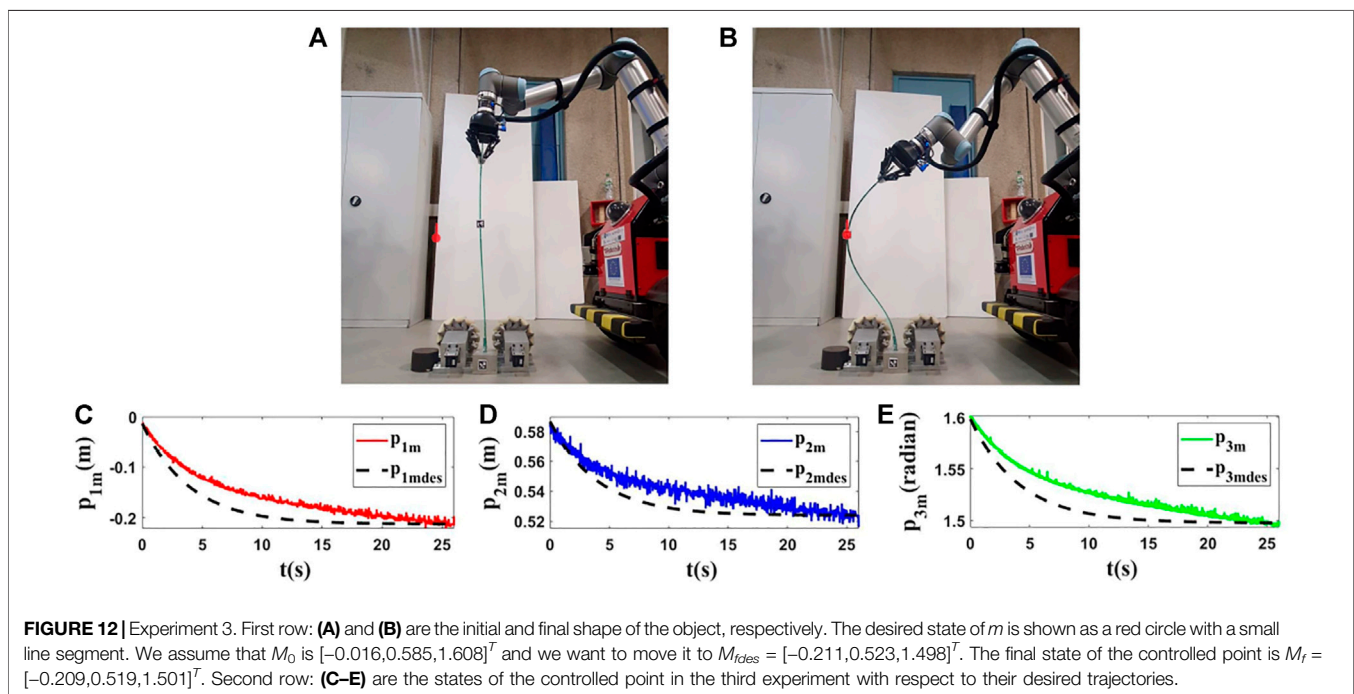 A
B
C
0
-0.1
-0.2
p1m(m)
p1m
p1mdes
0 5 10 15 20 25
t(s)
D
0.58
0.56
0.54
0.52
p2m(m)
p2m
p2mdes
0 5 10 15 20 25
t(s)
E
1.6
1.55
1.5
p3m(radian)
p3m
p3mdes
0 5 10 15 20 25
t(s)
FIGURE 12 | Experiment 3. First row: (A) and (B) are the initial and final shape of the object, respectively. The desired state of m is shown as a red circle with a small
line segment. We assume that M0 is [−0.016,0.585,1.608]T and we want to move it to Mfdes = [−0.211,0.523,1.498]T. The final state of the controlled point is Mf =
[−0.209,0.519,1.501]T. Second row: (C–E) are the states of the controlled point in the third experiment with respect to their desired trajectories.